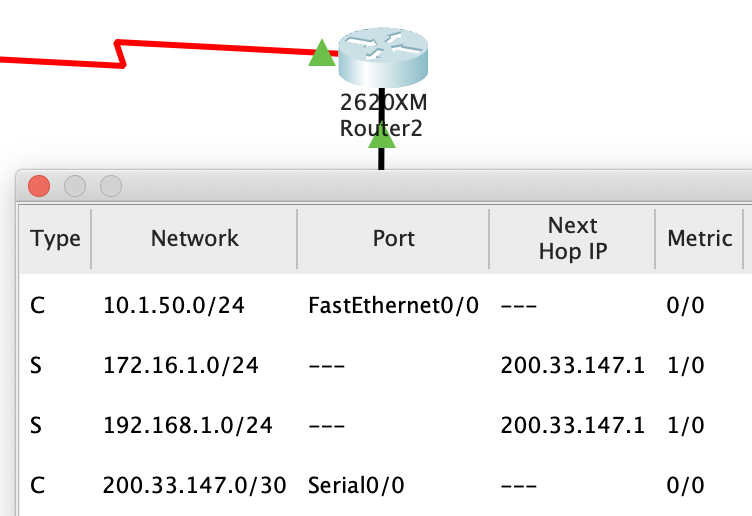 2620XM
Router2
Type Network Port Next Hop IP Metric
C 10.1.50.0/24 FastEthernet0/0 --- 0/0
S 172.16.1.0/24 --- 200.33.147.1 1/0
S 192.168.1.0/24 --- 200.33.147.1 1/0
C 200.33.147.0/30 Serial0/0 --- 0/0